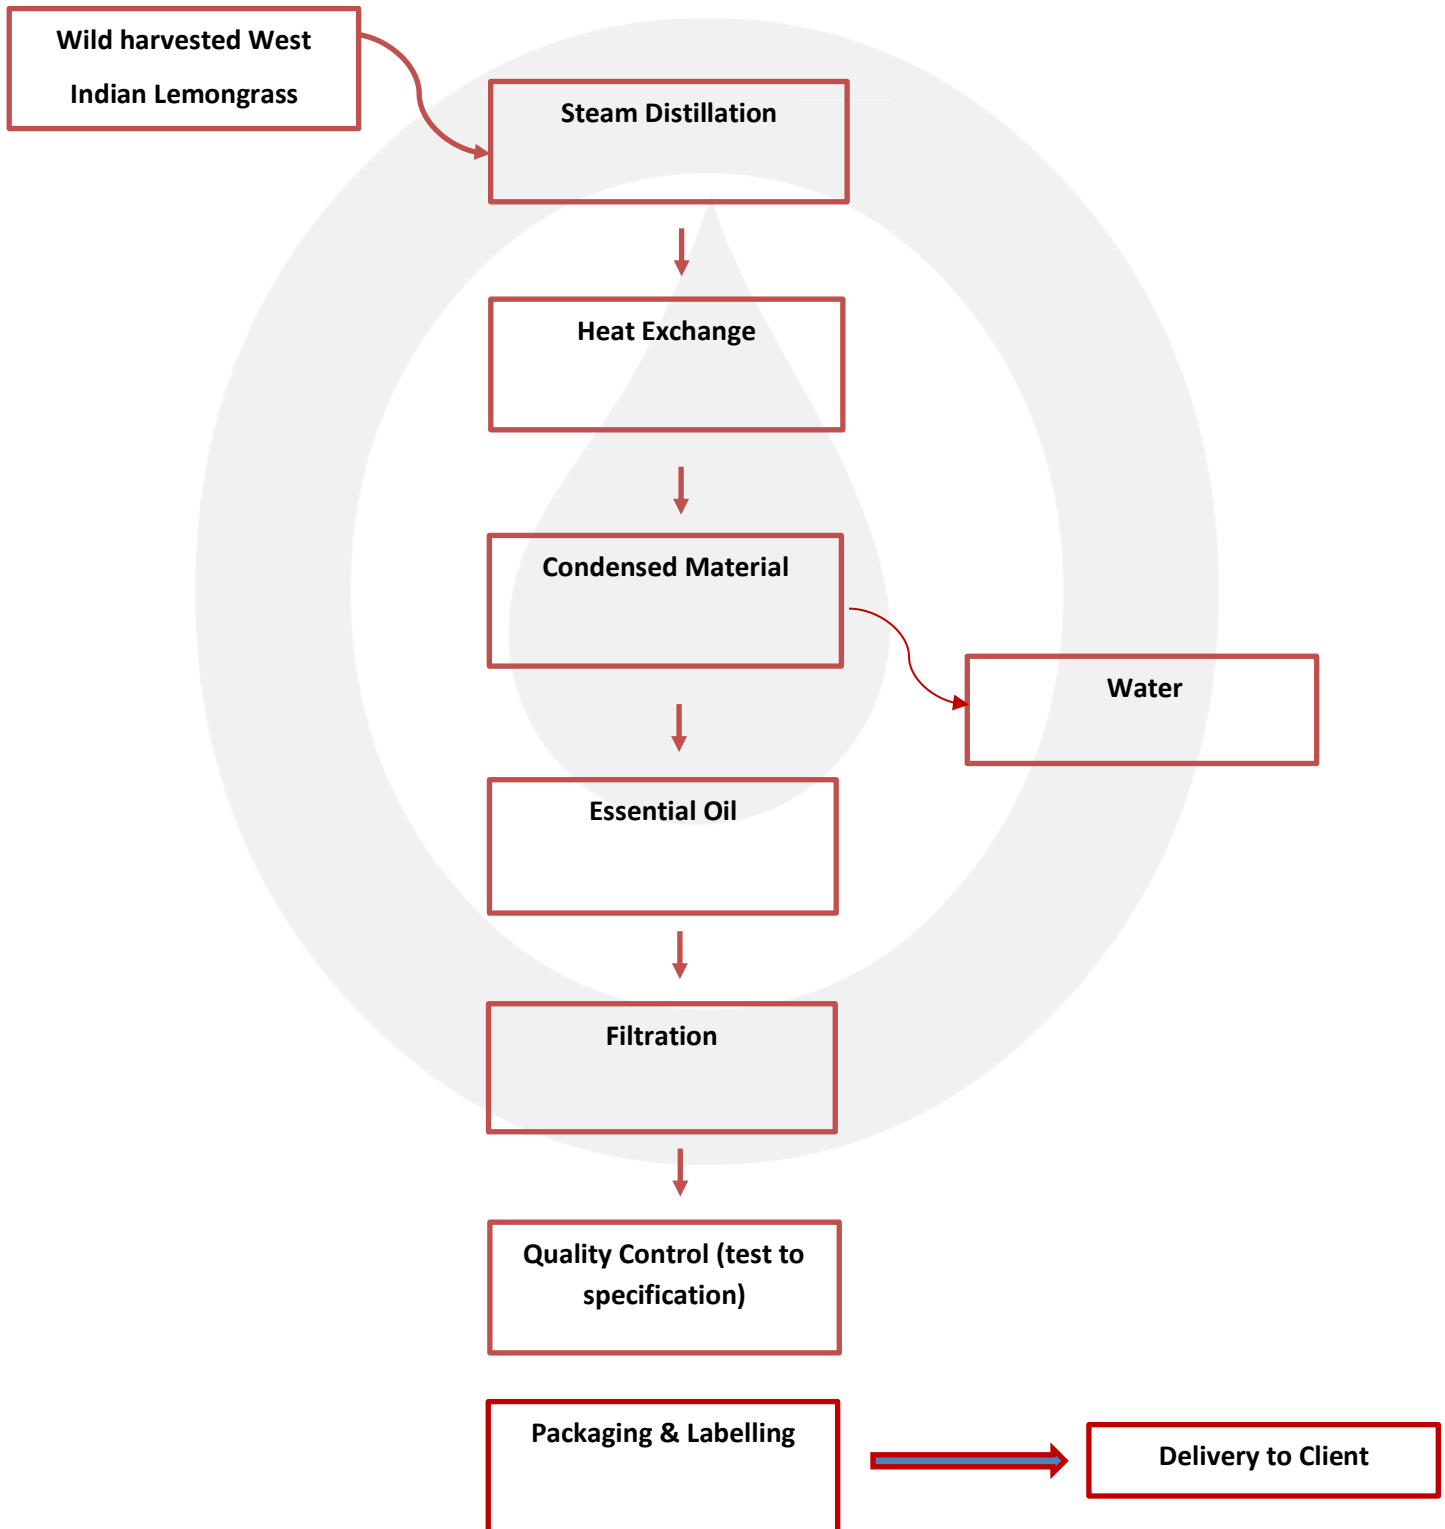 Wild harvested West
Indian Lemongrass
Steam Distillation
Heat Exchange
Condensed Material
Water
Essential Oil
Filtration
Quality Control (test to
specification)
Packaging & Labelling
Delivery to Client